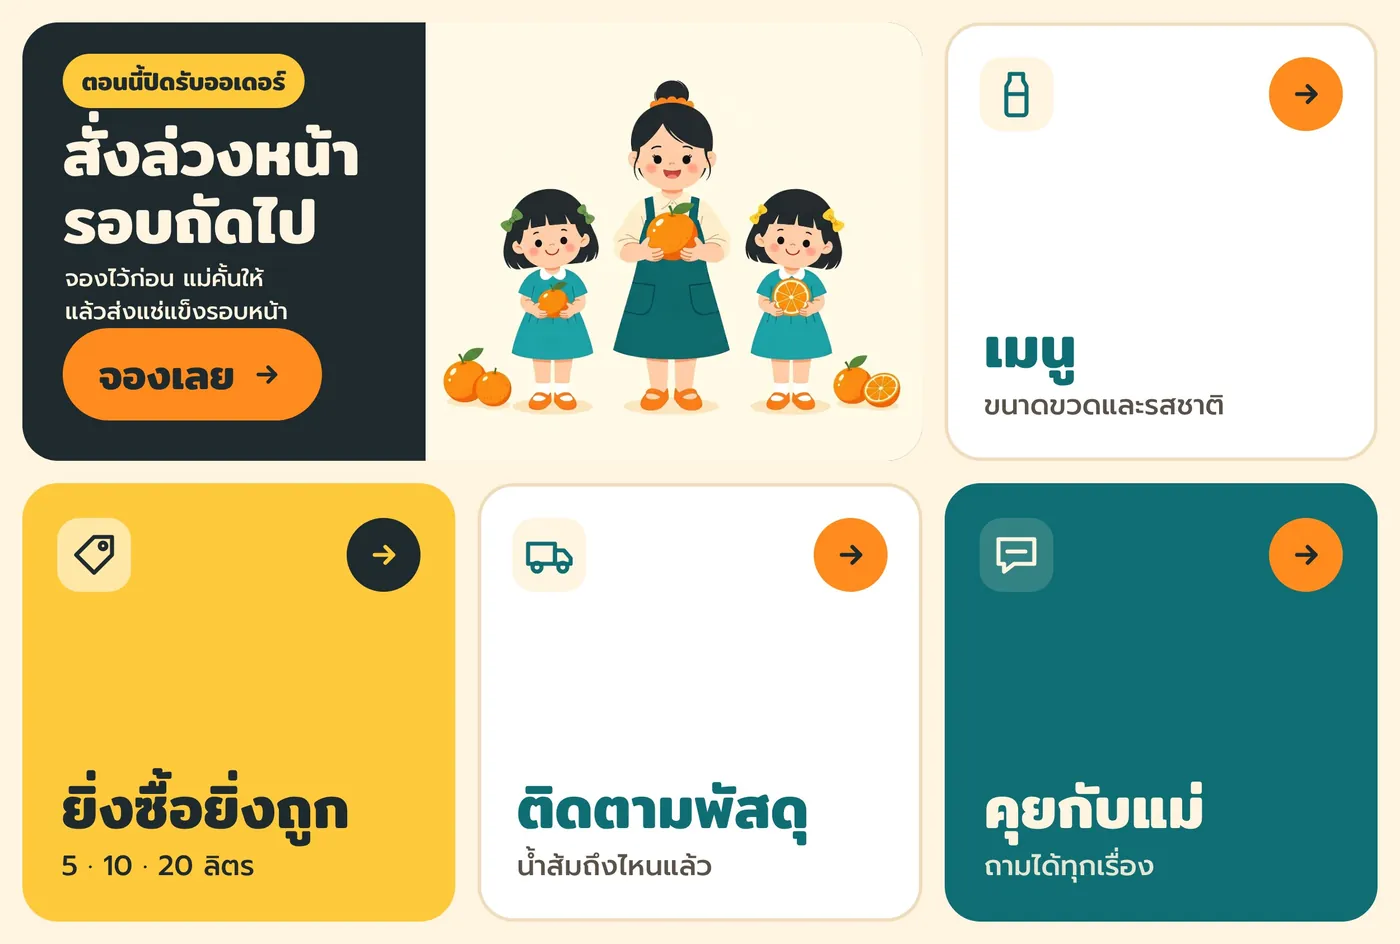 ตอนนี้ปิดรับออเดอร์
สั่งล่วงหน้า
รอบถัดไป
จองไว้ก่อน แม่คั้นให้
แล้วส่งแช่แข็งรอบหน้า
จองเลย
เมนู
ขนาดขวดและรสชาติ
ยิ่งซื้อยิ่งถูก
5 · 10 · 20 ลิตร
ติดตามพัสดุ
น้ำส้มถึงไหนแล้ว
คุยกับแม่
ถามได้ทุกเรื่อง